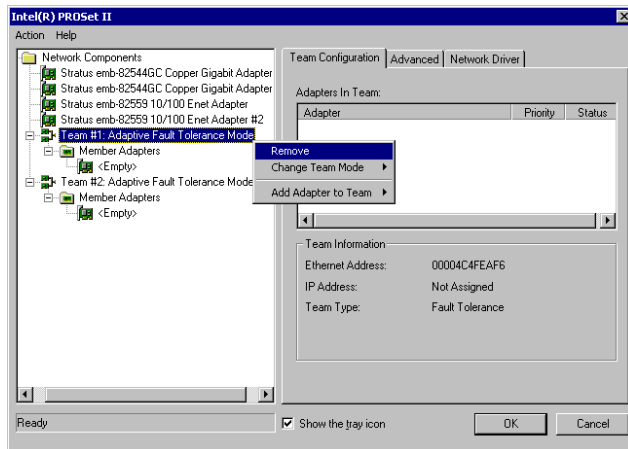 Intel(R) PROSet II
Action Help
Network Components
Stratus emb-82544GC Copper Gigabit Adapter
Stratus emb-82544GC Copper Gigabit Adapter
Stratus emb-82559 10/100 Enet Adapter
Stratus emb-82559 10/100 Enet Adapter #2
Team #1: Adaptive Fault Tolerance Mode
Member Adapters
<Empty>
Team #2: Adaptive Fault Tolerance Mode
Member Adapters
<Empty>
Remove
Change Team Mode
Add Adapter to Team
Team Configuration Advanced Network Driver
Adapters In Team:
Adapter Priority Status
Team Information
Ethernet Address: 00004C4FEAF6
IP Address: Not Assigned
Team Type: Fault Tolerance
Ready
Show the tray icon
OK Cancel